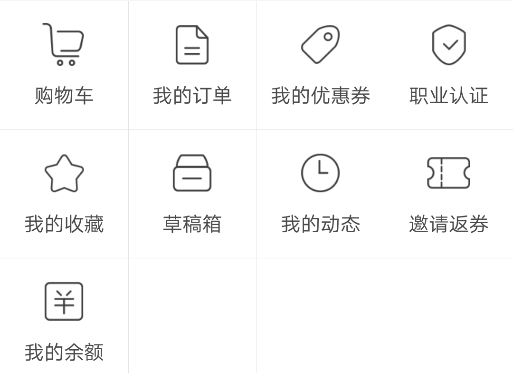 购物车
我的订单
我的优惠券
职业认证
我的收藏
草稿箱
我的动态
邀请返券
我的余额